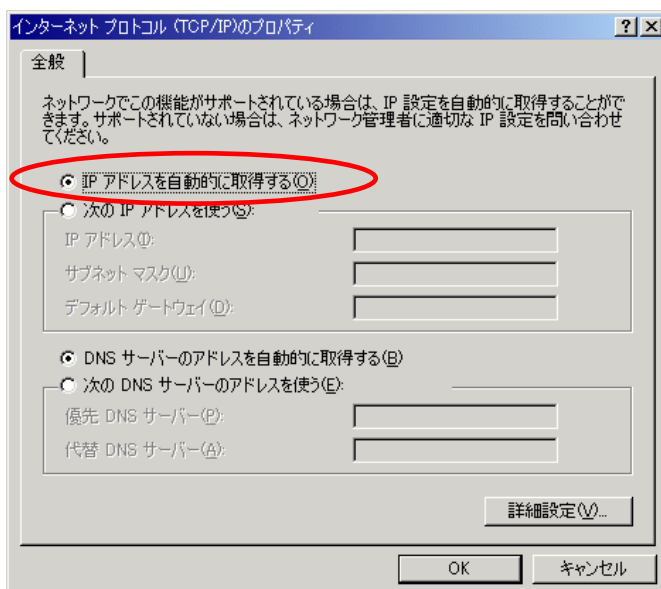 インターネット プロトコル (TCP/IP)のプロパティ
全般
ネットワークでこの機能がサポートされている場合は、IP 設定を自動的に取得することがで
きます。サポートされていない場合は、ネットワーク管理者に適切な IP 設定を問い合わせ
てください。
IP アドレスを自動的に取得する(O)
次の IP アドレスを使う(S):
IP アドレス(I):
サブネット マスク(U):
デフォルト ゲートウェイ(D):
DNS サーバーのアドレスを自動的に取得する(B)
次の DNS サーバーのアドレスを使う(E):
優先 DNS サーバー(P):
代替 DNS サーバー(A):
詳細設定(V)...
OK キャンセル